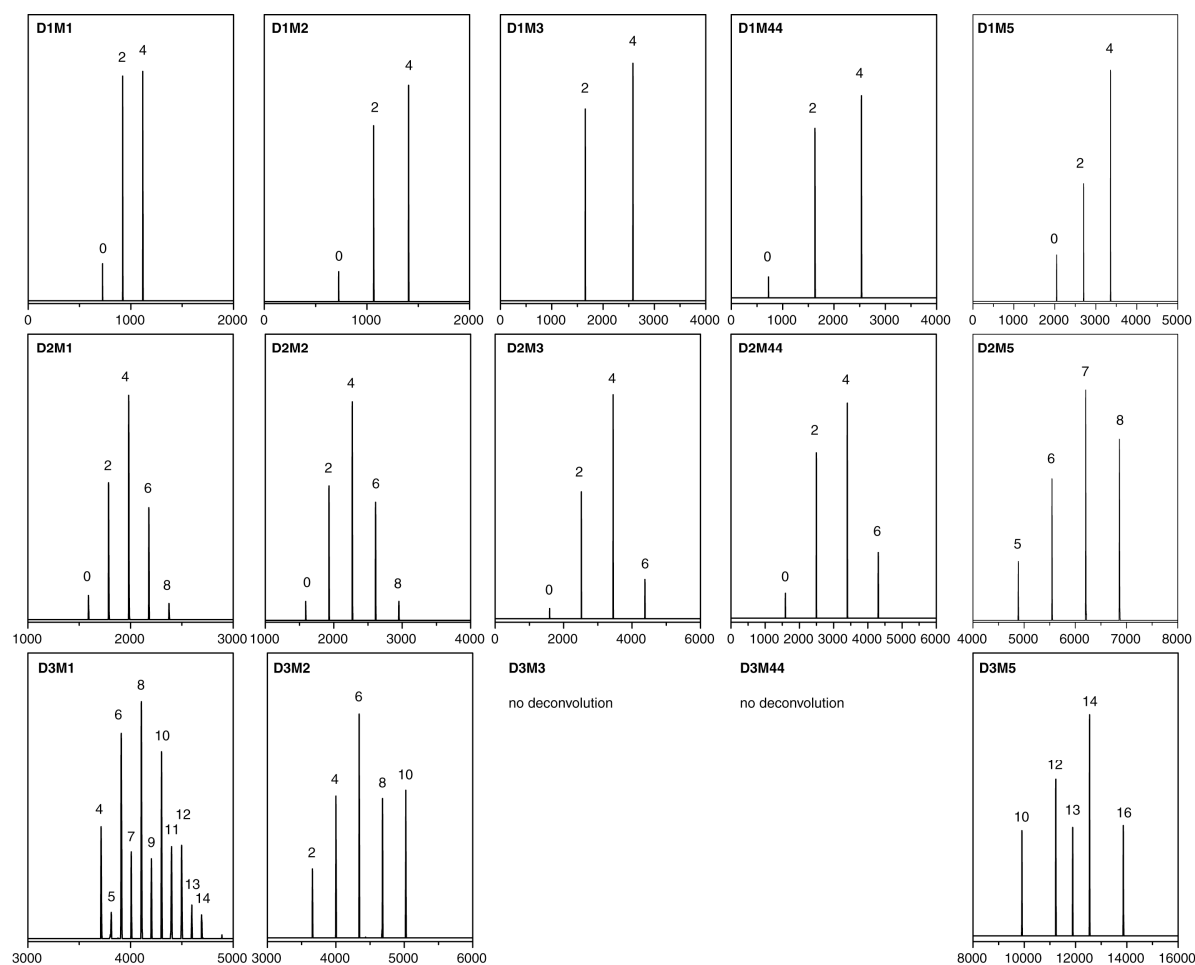 D1M1
4
2
0
0 1000 2000
D1M2
4
2
0
0 1000 2000
D1M3
4
2
0 1000 2000 3000 4000
D1M44
4
2
0
0 1000 2000 3000 4000
D1M5
4
2
0
0 1000 2000 3000 4000 5000
D2M1
4
2
6
0
8
1000 2000 3000
D2M2
4
2
6
0
8
1000 2000 3000 4000
D2M3
4
2
6
0
0 2000 4000 6000
D2M44
4
2
6
0
0 1000 2000 3000 4000 5000 6000
D2M5
7
8
6
5
4000 5000 6000 7000 8000
D3M1
8
6
10
4
12
7
11
9
13
5
14
3000 4000 5000
D3M2
6
4
8
10
2
3000 4000 5000 6000
D3M3
no deconvolution
D3M44
no deconvolution
D3M5
14
12
10
13
16
8000 10000 12000 14000 16000